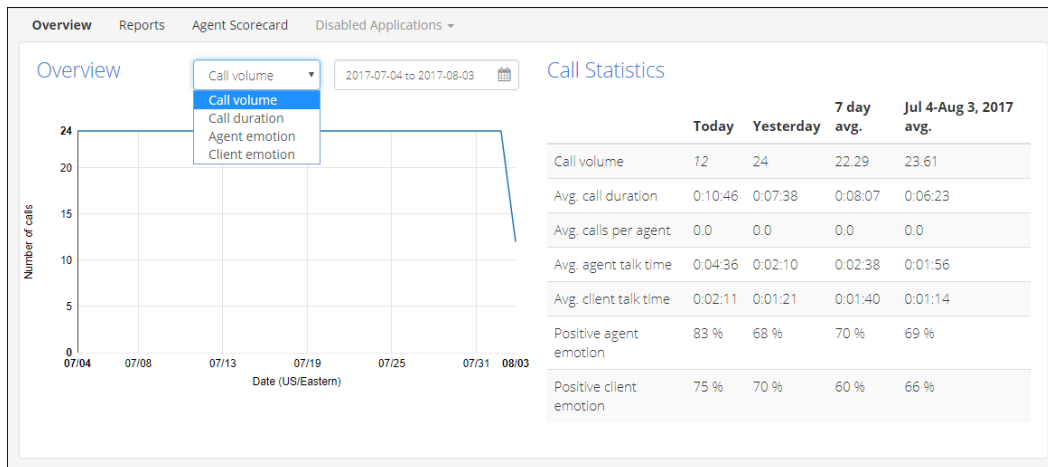 Overview Reports Agent Scorecard Disabled Applications
Overview
Call volume
2017-07-04 to 2017-08-03
Call volume
Call duration
Agent emotion
Client emotion
24
20
15
10
5
0
Number of calls
07/04 07/08 07/13 07/19 07/25 07/31 08/03
Date (US/Eastern)
Call Statistics
Today Yesterday 7 day avg. Jul 4-Aug 3, 2017 avg.
Call volume 12 24 22.29 23.61
Avg. call duration 0:10:46 0:07:38 0:08:07 0:06:23
Avg. calls per agent 0.0 0.0 0.0 0.0
Avg. agent talk time 0:04:36 0:02:10 0:02:38 0:01:56
Avg. client talk time 0:02:11 0:01:21 0:01:40 0:01:14
Positive agent emotion 83 % 68 % 70 % 69 %
Positive client emotion 75 % 70 % 60 % 66 %